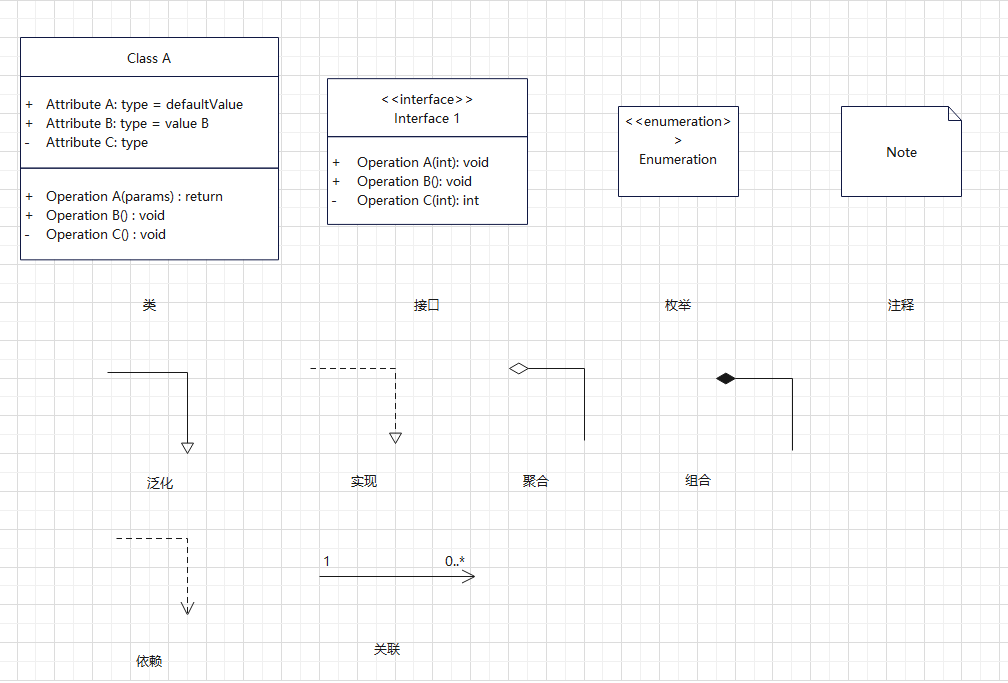 Class A
+ Attribute A: type = defaultValue
+ Attribute B: type = value B
- Attribute C: type
+ Operation A(params) : return
+ Operation B() : void
- Operation C() : void
<<interface>>
Interface 1
+ Operation A(int): void
+ Operation B(): void
- Operation C(int): int
<<enumeration>
>
Enumeration
Note
类
接口
枚举
注释
泛化
实现
聚合
组合
1
0..*
依赖
关联